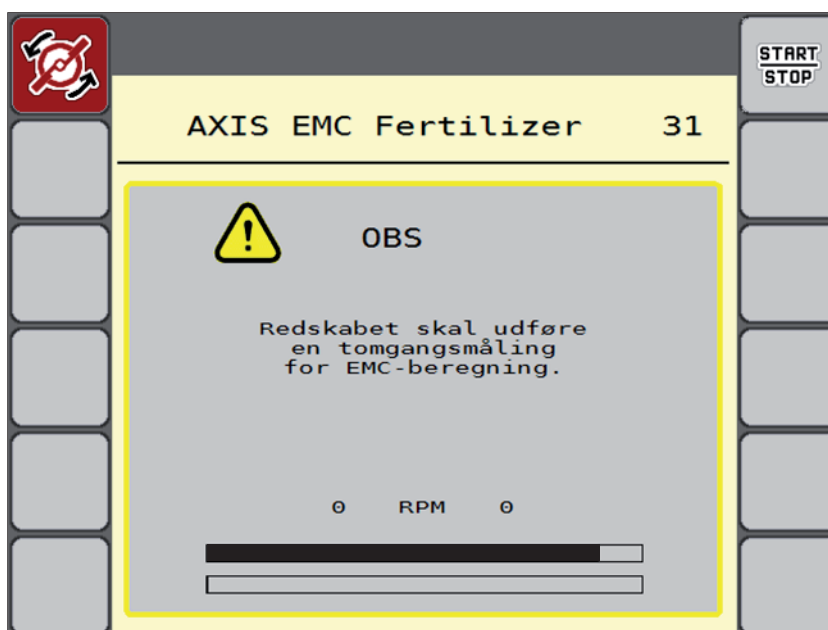 START
STOP
AXIS EMC Fertilizer 31
OBS
Redskabet skal udføre
en tomgangsmåling
for EMC-beregning.
0 RPM 0